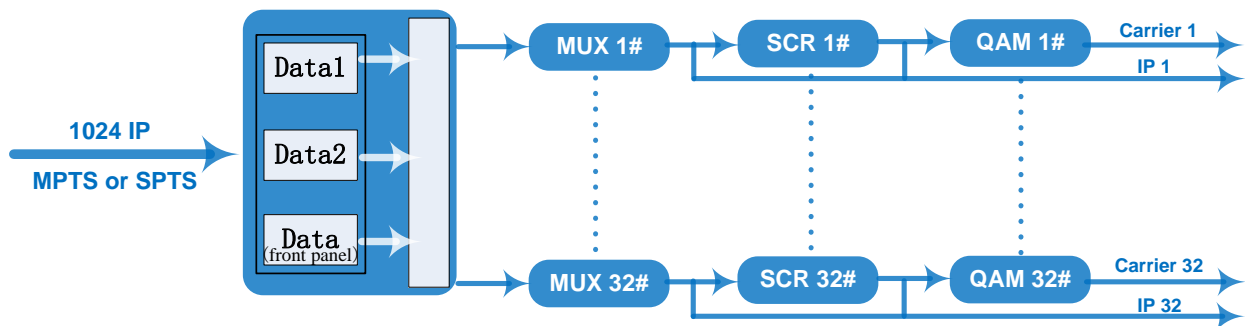 1024 IP
MPTS or SPTS
Data1
Data2
Data
(front panel)
MUX 1#
SCR 1#
QAM 1#
Carrier 1
IP 1
MUX 32#
SCR 32#
QAM 32#
Carrier 32
IP 32